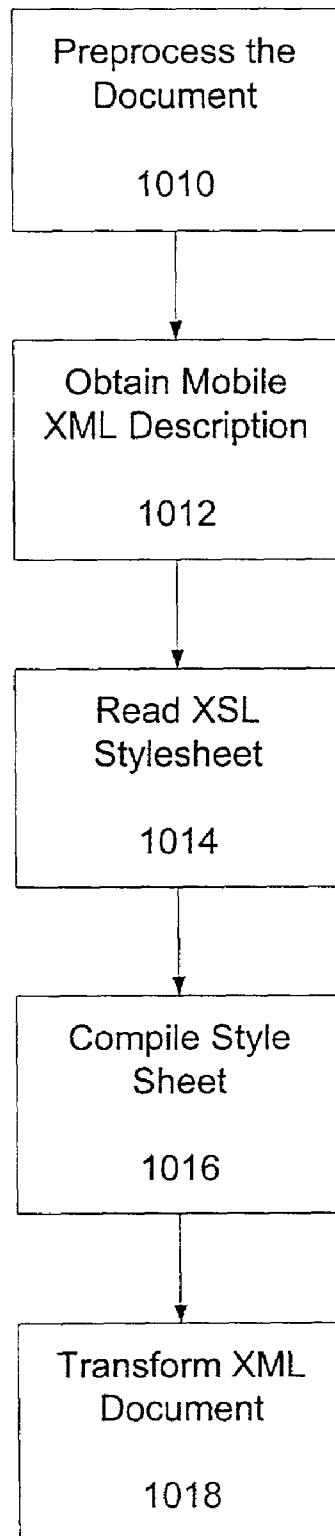 Preprocess the
Document
1010
Obtain Mobile
XML Description
1012
Read XSL
Stylesheet
1014
Compile Style
Sheet
1016
Transform XML
Document
1018